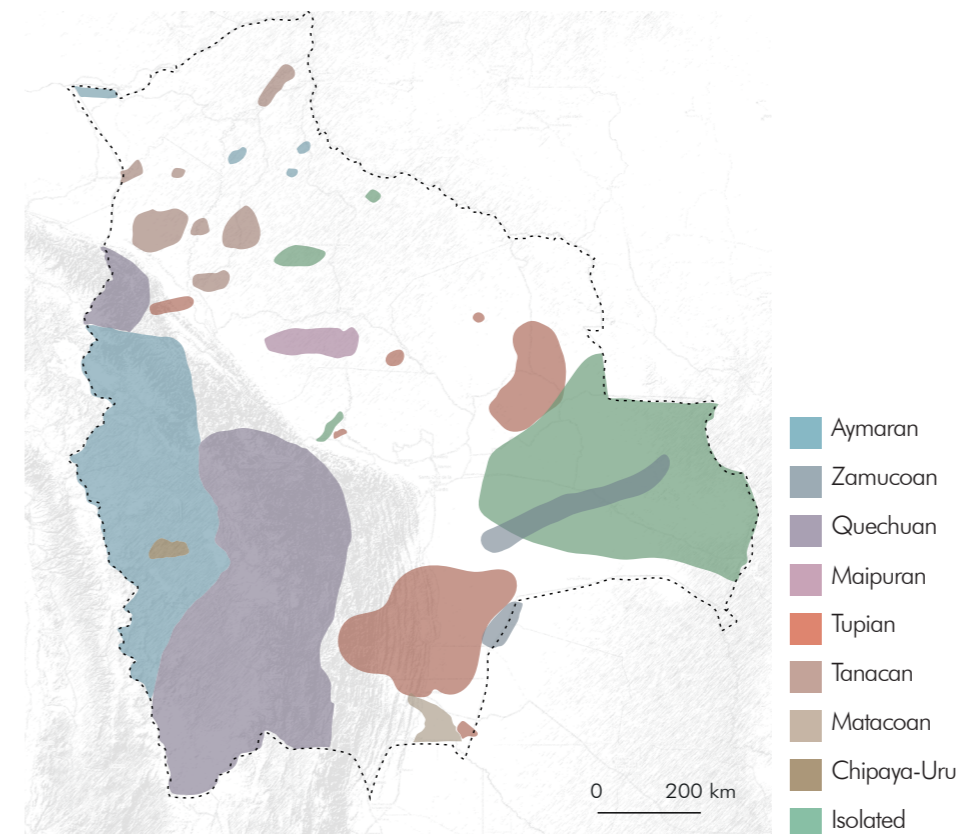 Aymaran
Zamucoan
Quechuan
Maipuran
Tupian
Tanacan
Matacoan
Chipaya-Uru
Isolated
0 200 km